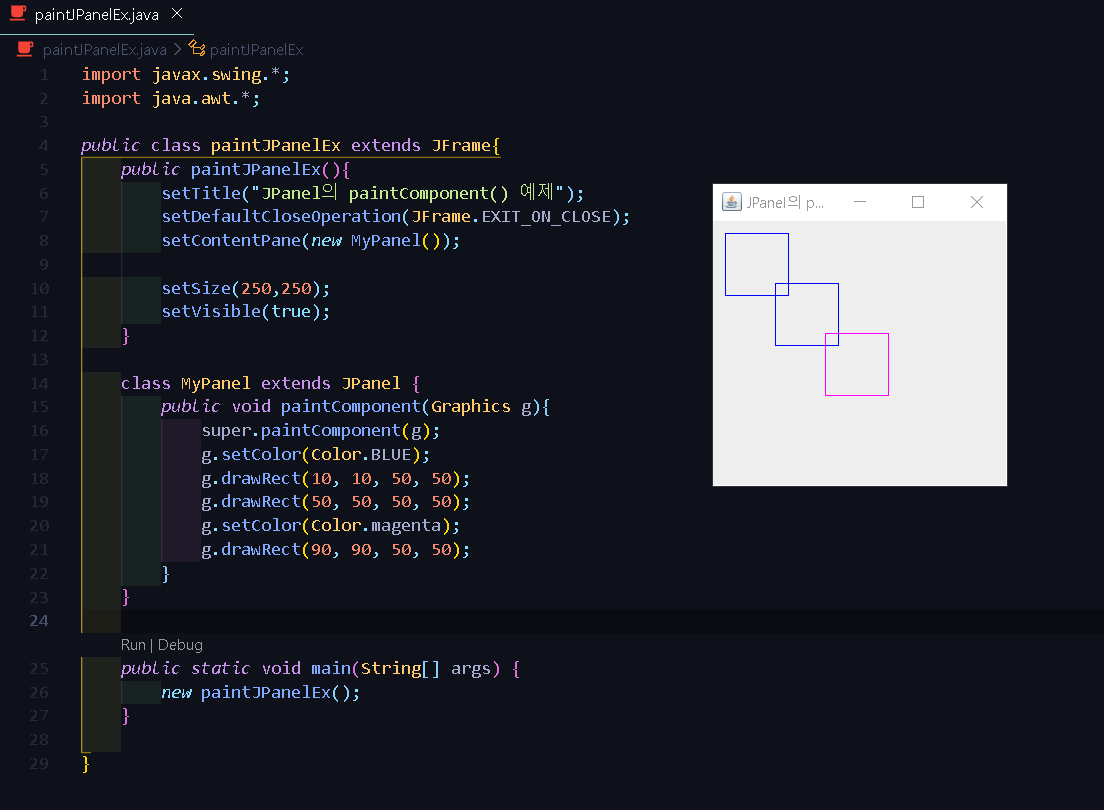 paintJPanelEx.java
paintJPanelEx.java > paintJPanelEx
1 import javax.swing.*;
2 import java.awt.*;
3
4 public class paintJPanelEx extends JFrame{
5 public paintJPanelEx(){
6 setTitle("JPanel의 paintComponent() 예제");
7 setDefaultCloseOperation(JFrame.EXIT_ON_CLOSE);
8 setContentPane(new MyPanel());
9
10 setSize(250,250);
11 setVisible(true);
12 }
13
14 class MyPanel extends JPanel {
15 public void paintComponent(Graphics g){
16 super.paintComponent(g);
17 g.setColor(Color.BLUE);
18 g.drawRect(10, 10, 50, 50);
19 g.drawRect(50, 50, 50, 50);
20 g.setColor(Color.magenta);
21 g.drawRect(90, 90, 50, 50);
22 }
23 }
24
Run | Debug
25 public static void main(String[] args) {
26 new paintJPanelEx();
27 }
28
29 }
JPanel의 p...